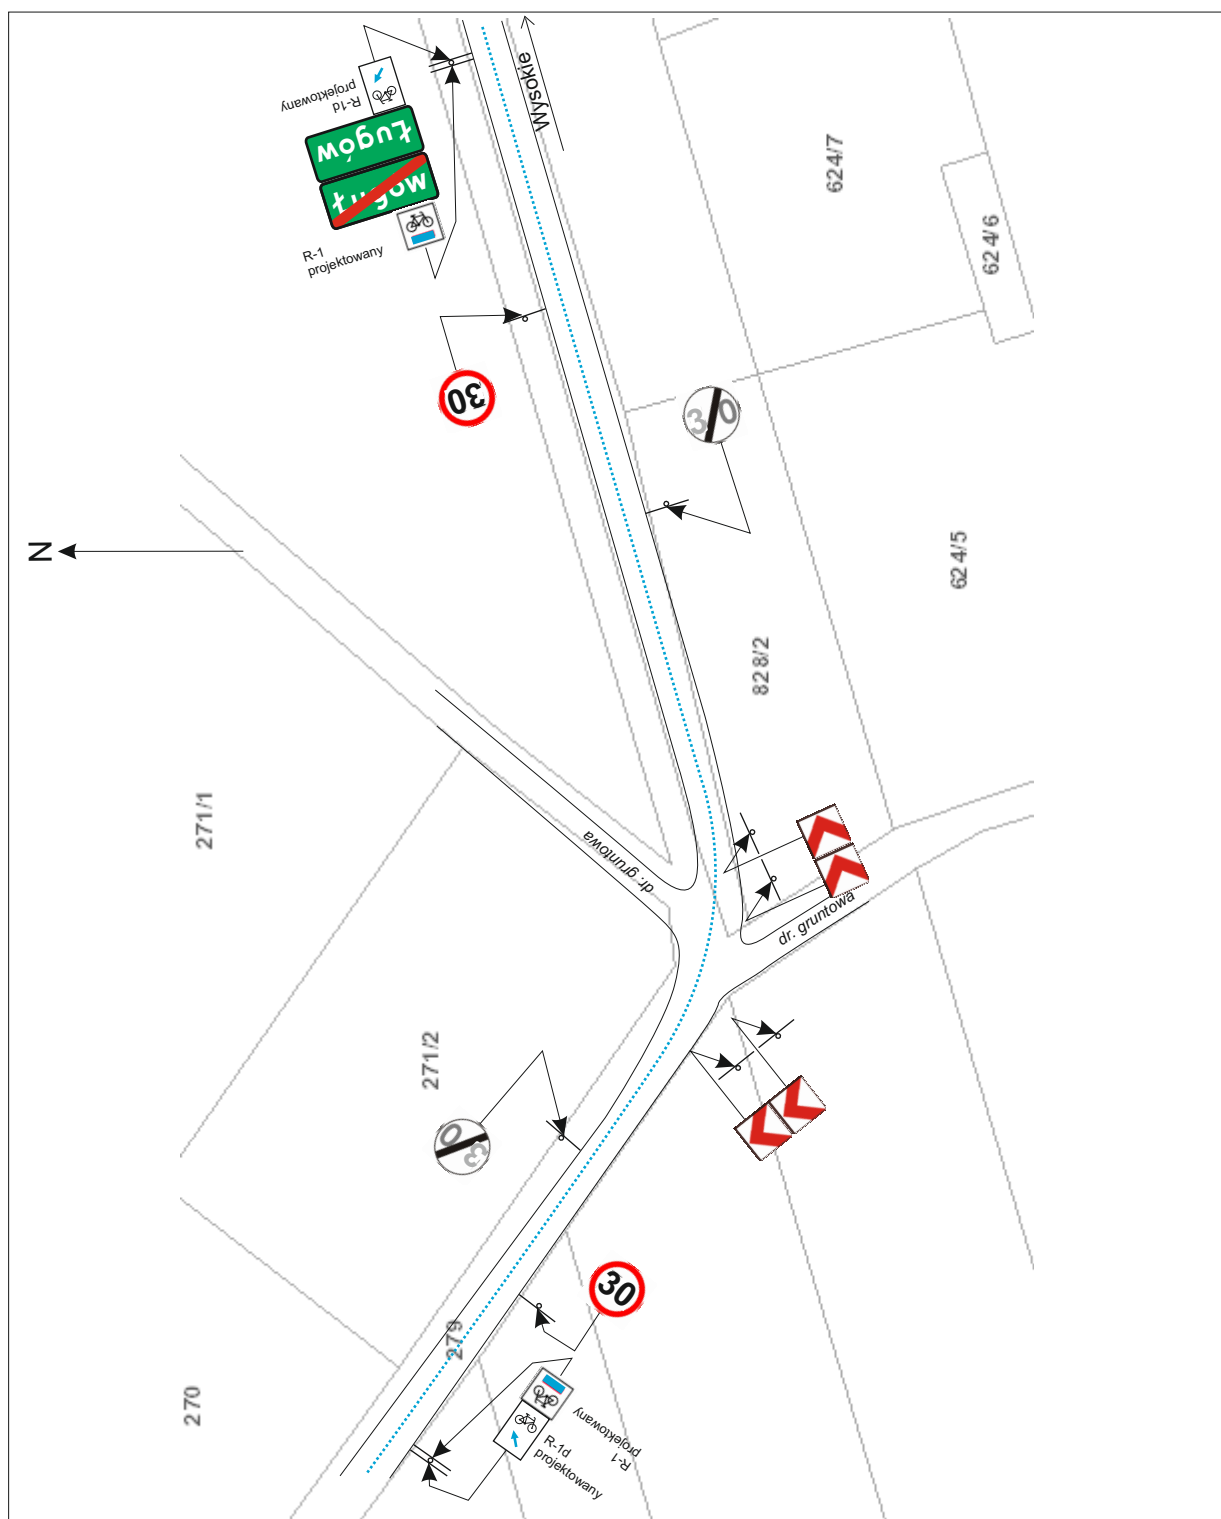 Wysokie
R-1d
projektowany
Ługów
Ługów
R-1
projektowany
624/7
624/6
30
30
N
624/5
828/2
271/1
dr. gruntowa
dr. gruntowa
271/2
30
30
279
270
R-1d
projektowany
R-1
projektowany